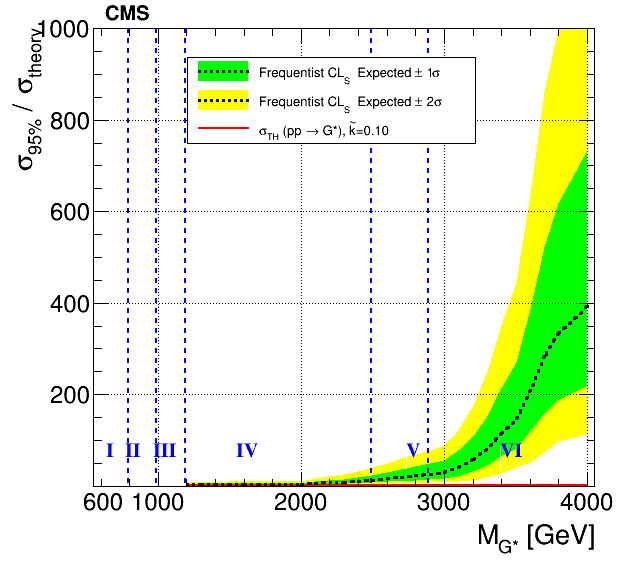 CMS
σ95% / σtheory
1000
800
600
400
200
Frequentist CLS Expected ± 1σ
Frequentist CLS Expected ± 2σ
σTH (pp → G*), k̃=0.10
I II III IV V VI
600 1000 2000 3000 4000
MG* [GeV]